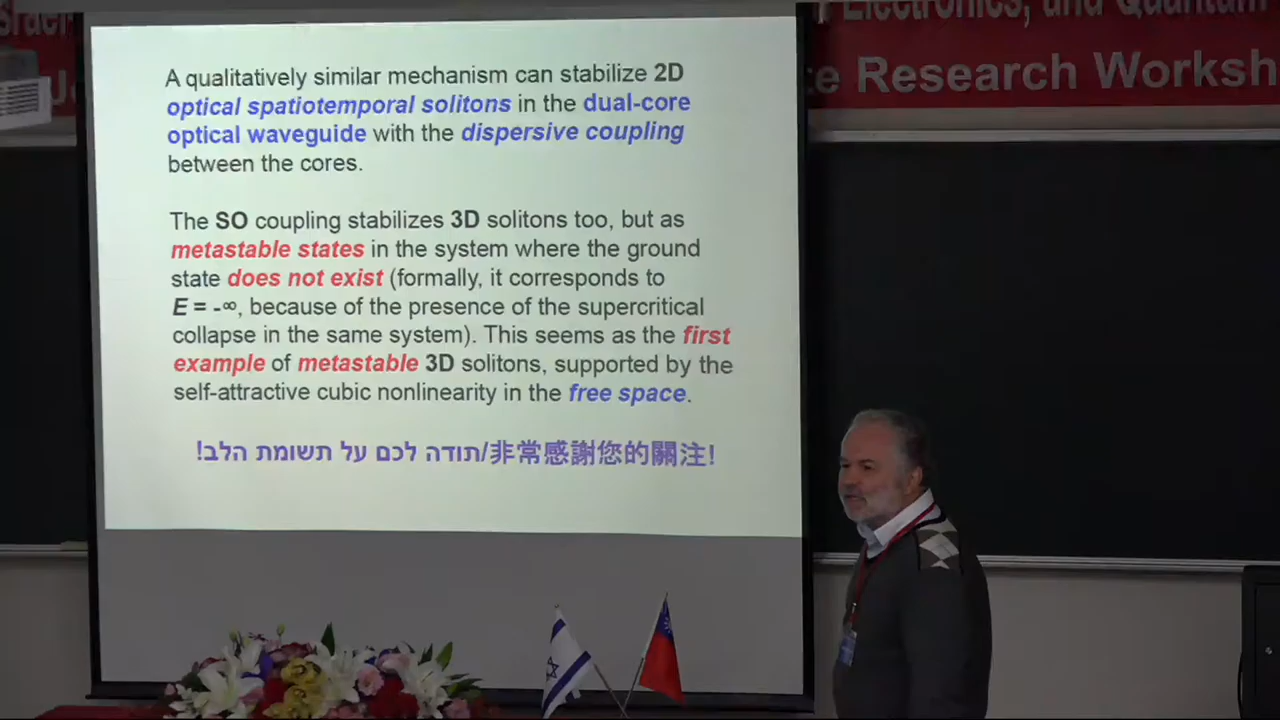 Electronics, and Quantum
te Research Worksh
A qualitatively similar mechanism can stabilize 2D
optical spatiotemporal solitons in the dual-core
optical waveguide with the dispersive coupling
between the cores.
The SO coupling stabilizes 3D solitons too, but as
metastable states in the system where the ground
state does not exist (formally, it corresponds to
E = -∞, because of the presence of the supercritical
collapse in the same system). This seems as the first
example of metastable 3D solitons, supported by the
self-attractive cubic nonlinearity in the free space.
!תודה לכם על תשומת הלב/非常感謝您的關注!